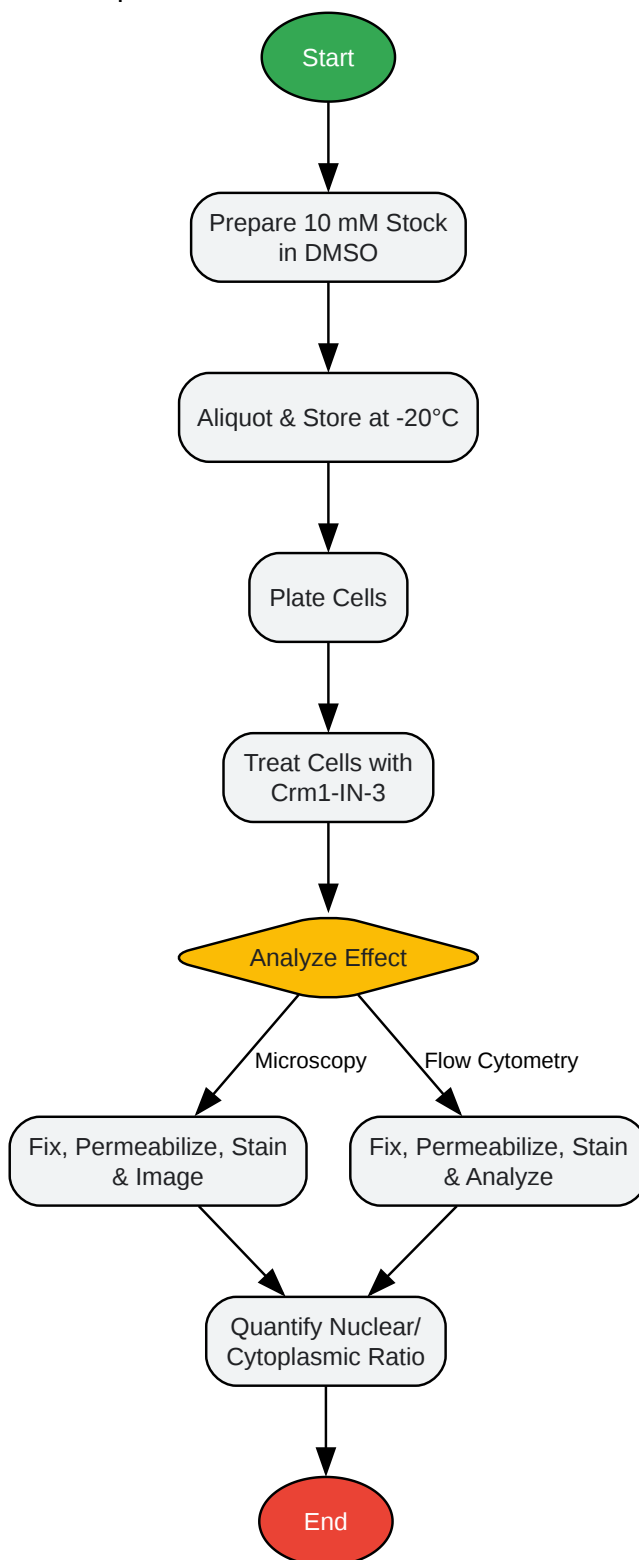 Start
Prepare 10 mM Stock
in DMSO
Aliquot & Store at -20°C
Plate Cells
Treat Cells with
Crm1-IN-3
Analyze Effect
Microscopy
Flow Cytometry
Fix, Permeabilize, Stain
& Image
Fix, Permeabilize, Stain
& Analyze
Quantify Nuclear/
Cytoplasmic Ratio
End